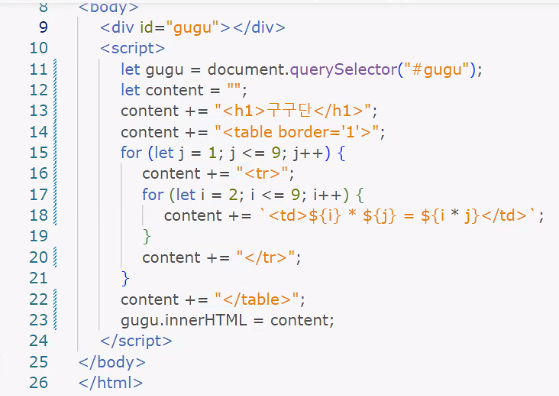 8 <body>
9 <div id="gugu"></div>
10 <script>
11 let gugu = document.querySelector("#gugu");
12 let content = "";
13 content += "<h1>구구단</h1>";
14 content += "<table border='1'>";
15 for (let j = 1; j <= 9; j++) {
16 content += "<tr>";
17 for (let i = 2; i <= 9; i++) {
18 content += `<td>${i} * ${j} = ${i * j}</td>`;
19 }
20 content += "</tr>";
21 }
22 content += "</table>";
23 gugu.innerHTML = content;
24 </script>
25 </body>
26 </html>